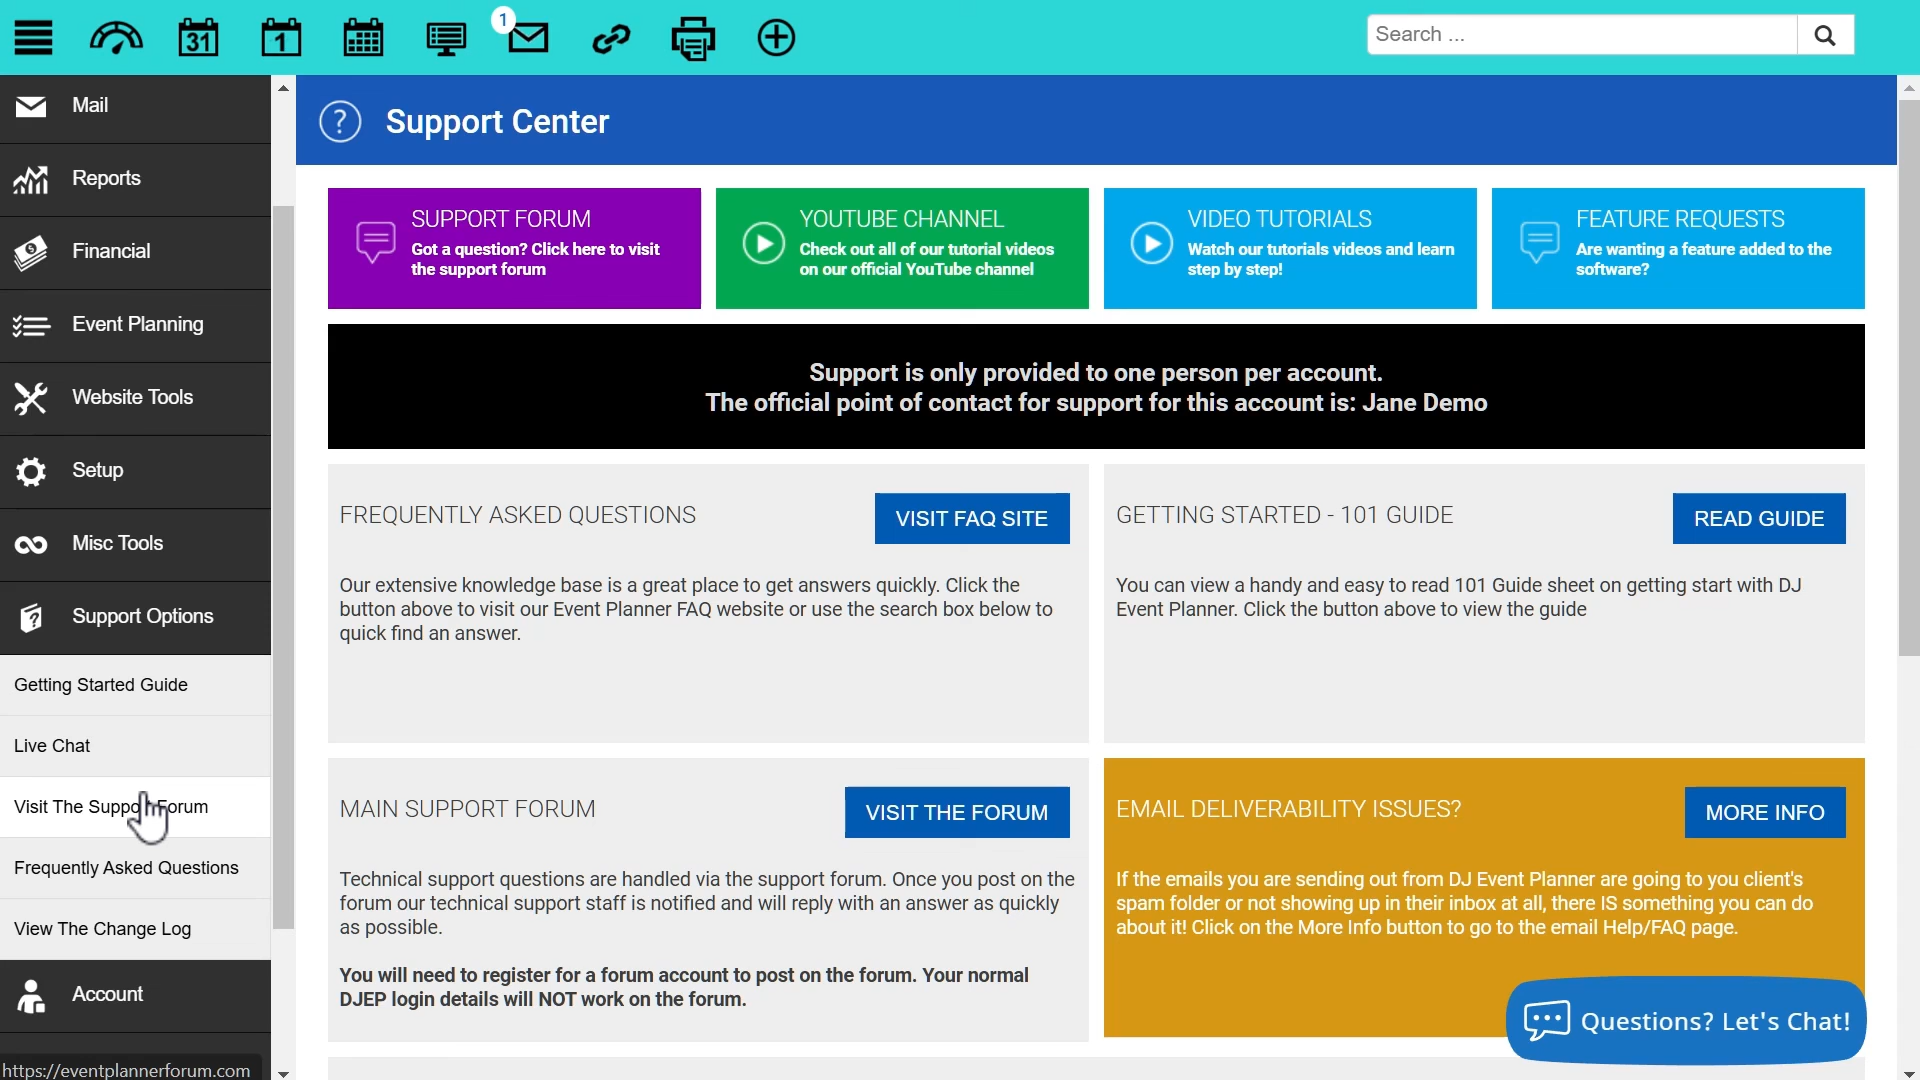 31
1
1
Search ...
Mail
Reports
Financial
Event Planning
Website Tools
Setup
Misc Tools
Support Options
Getting Started Guide
Live Chat
Visit The Support Forum
Frequently Asked Questions
View The Change Log
Account
https://eventplannerforum.com
? Support Center
SUPPORT FORUM
Got a question? Click here to visit
the support forum
YOUTUBE CHANNEL
Check out all of our tutorial videos
on our official YouTube channel
VIDEO TUTORIALS
Watch our tutorials videos and learn
step by step!
FEATURE REQUESTS
Are wanting a feature added to the
software?
Support is only provided to one person per account.
The official point of contact for support for this account is: Jane Demo
FREQUENTLY ASKED QUESTIONS
VISIT FAQ SITE
Our extensive knowledge base is a great place to get answers quickly. Click the
button above to visit our Event Planner FAQ website or use the search box below to
quick find an answer.
GETTING STARTED - 101 GUIDE
READ GUIDE
You can view a handy and easy to read 101 Guide sheet on getting start with DJ
Event Planner. Click the button above to view the guide
MAIN SUPPORT FORUM
VISIT THE FORUM
Technical support questions are handled via the support forum. Once you post on the
forum our technical support staff is notified and will reply with an answer as quickly
as possible.
You will need to register for a forum account to post on the forum. Your normal
DJEP login details will NOT work on the forum.
EMAIL DELIVERABILITY ISSUES?
MORE INFO
If the emails you are sending out from DJ Event Planner are going to you client's
spam folder or not showing up in their inbox at all, there IS something you can do
about it! Click on the More Info button to go to the email Help/FAQ page.
Questions? Let's Chat!